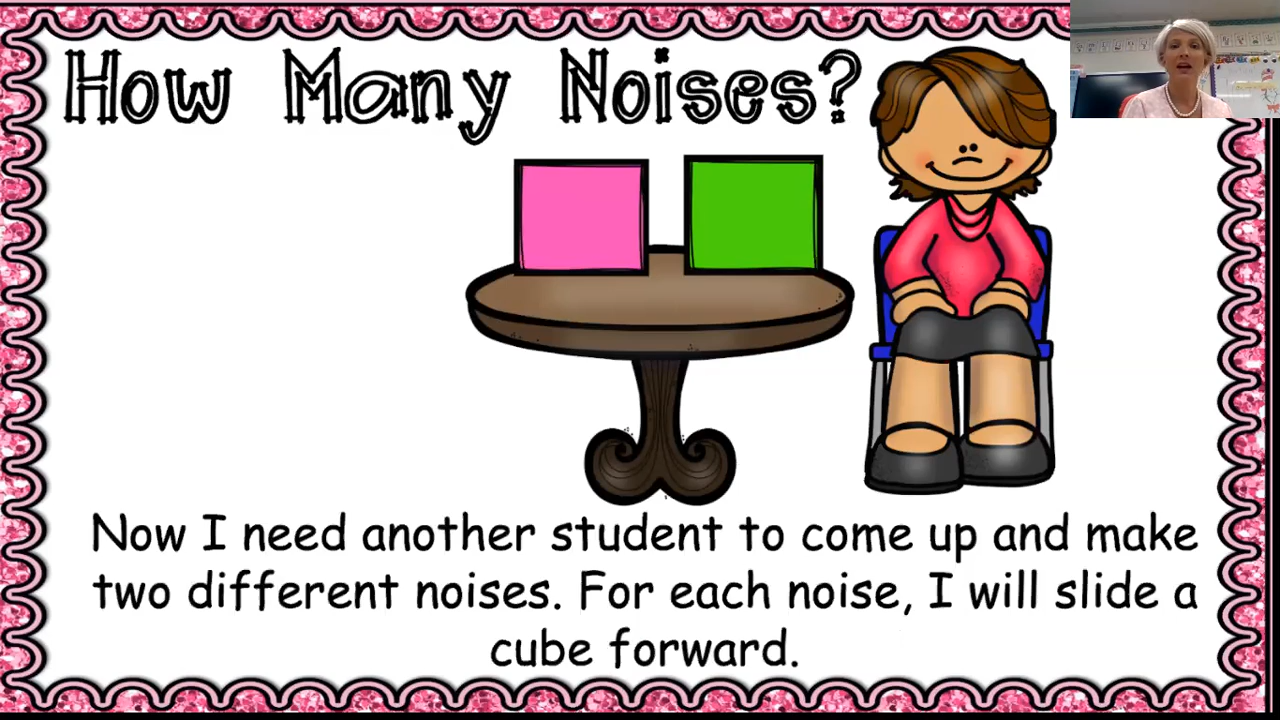 How Many Noises?
Now I need another student to come up and make
two different noises. For each noise, I will slide a
cube forward.